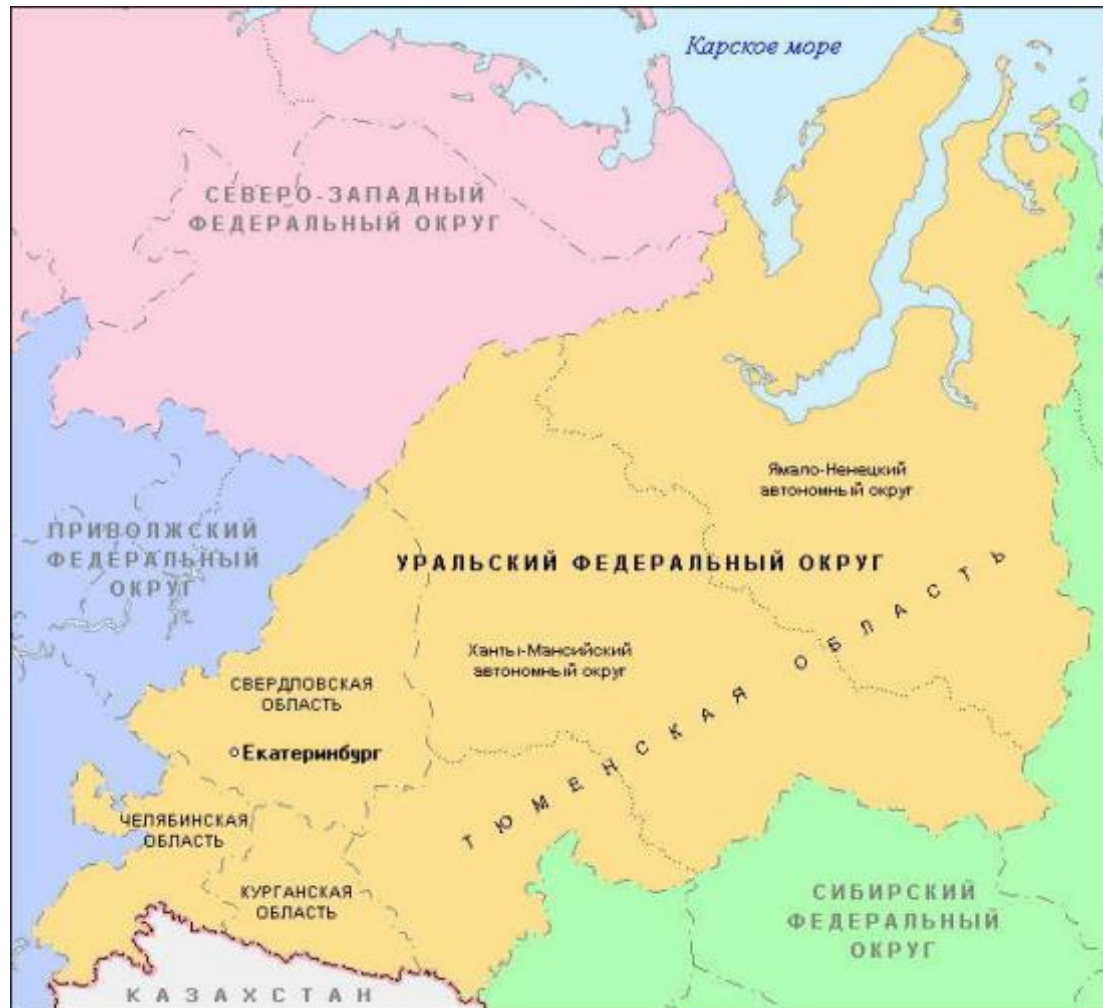 Карское море
СЕВЕРО-ЗАПАДНЫЙ
ФЕДЕРАЛЬНЫЙ ОКРУГ
Ямало-Ненецкий
автономный округ
ПРИВОЛЖСКИЙ
ФЕДЕРАЛЬНЫЙ
ОКРУГ
УРАЛЬСКИЙ ФЕДЕРАЛЬНЫЙ ОКРУГ
Ханты-Мансийский
автономный округ
ТЮМЕНСКАЯ ОБЛАСТЬ
СВЕРДЛОВСКАЯ
ОБЛАСТЬ
Екатеринбург
ЧЕЛЯБИНСКАЯ
ОБЛАСТЬ
КУРГАНСКАЯ
ОБЛАСТЬ
СИБИРСКИЙ
ФЕДЕРАЛЬНЫЙ
ОКРУГ
КАЗАХСТАН